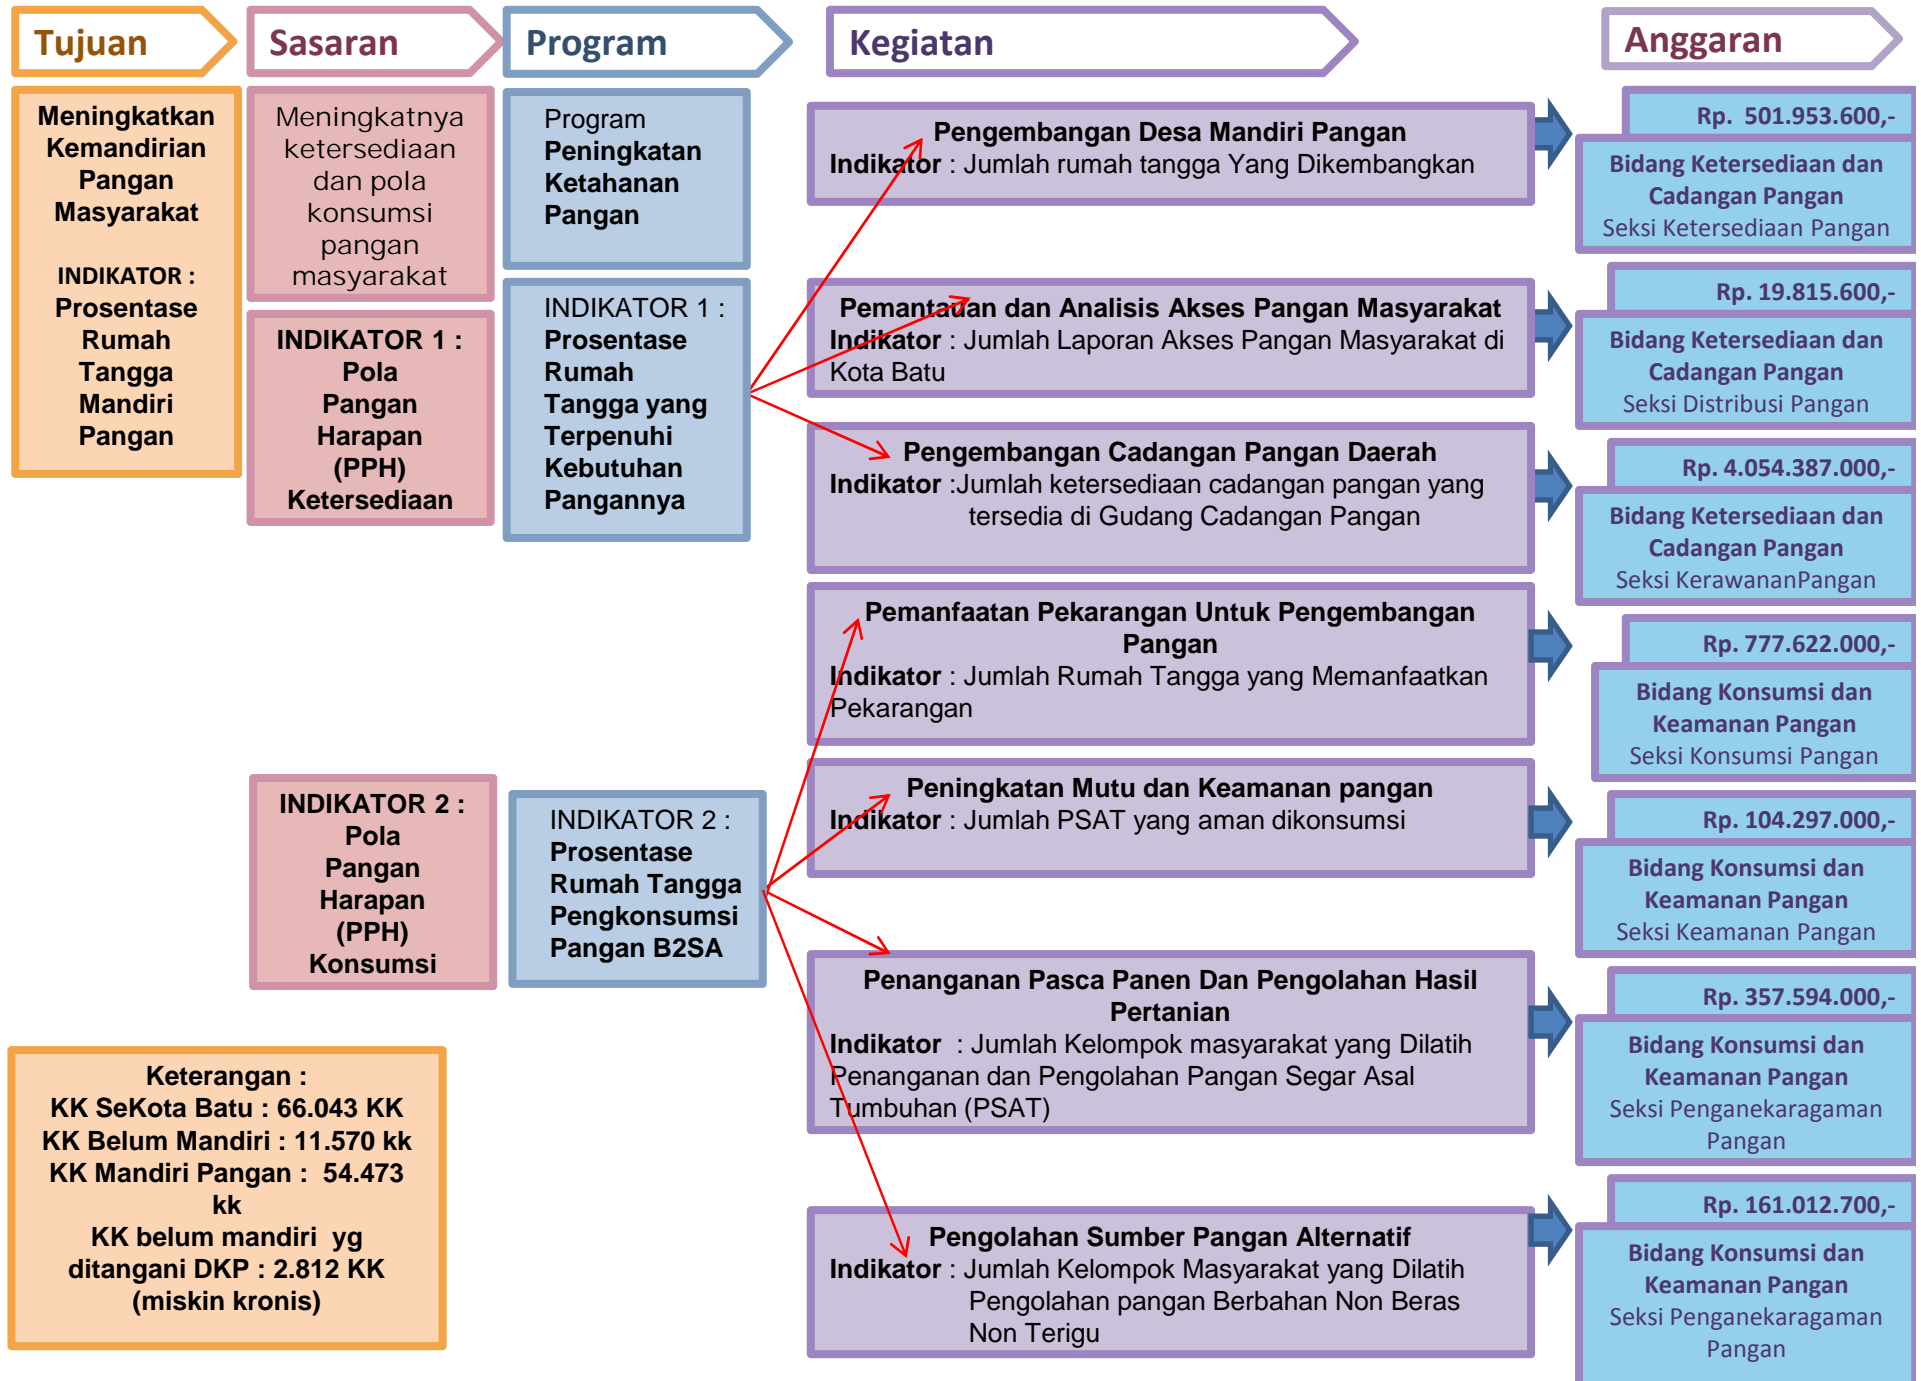 Tujuan
Sasaran
Program
Kegiatan
Anggaran
Meningkatkan
Kemandirian
Pangan
Masyarakat
INDIKATOR :
Prosentase
Rumah
Tangga
Mandiri
Pangan
Meningkatnya
ketersediaan
dan pola
konsumsi
pangan
masyarakat
INDIKATOR 1 :
Pola
Pangan
Harapan
(PPH)
Ketersediaan
Program
Peningkatan
Ketahanan
Pangan
INDIKATOR 1 :
Prosentase
Rumah
Tangga yang
Terpenuhi
Kebutuhan
Pangannya
Pengembangan Desa Mandiri Pangan
Indikator : Jumlah rumah tangga Yang Dikembangkan
Rp.  501.953.600,-
Bidang Ketersediaan dan
Cadangan Pangan
Seksi Ketersediaan Pangan
Pemantauan dan Analisis Akses Pangan Masyarakat
Indikator : Jumlah Laporan Akses Pangan Masyarakat di
Kota Batu
Rp. 19.815.600,-
Bidang Ketersediaan dan
Cadangan Pangan
Seksi Distribusi Pangan
Pengembangan Cadangan Pangan Daerah
Indikator :Jumlah ketersediaan cadangan pangan yang
tersedia di Gudang Cadangan Pangan
Rp. 4.054.387.000,-
Bidang Ketersediaan dan
Cadangan Pangan
Seksi KerawananPangan
Pemanfaatan Pekarangan Untuk Pengembangan
Pangan
Indikator : Jumlah Rumah Tangga yang Memanfaatkan
Pekarangan
Rp. 777.622.000,-
Bidang Konsumsi dan
Keamanan Pangan
Seksi Konsumsi Pangan
INDIKATOR 2 :
Pola
Pangan
Harapan
(PPH)
Konsumsi
INDIKATOR 2 :
Prosentase
Rumah Tangga
Pengkonsumsi
Pangan B2SA
Peningkatan Mutu dan Keamanan pangan
Indikator : Jumlah PSAT yang aman dikonsumsi
Rp. 104.297.000,-
Bidang Konsumsi dan
Keamanan Pangan
Seksi Keamanan Pangan
Penanganan Pasca Panen Dan Pengolahan Hasil
Pertanian
Indikator  : Jumlah Kelompok masyarakat yang Dilatih
Penanganan dan Pengolahan Pangan Segar Asal
Tumbuhan (PSAT)
Rp. 357.594.000,-
Bidang Konsumsi dan
Keamanan Pangan
Seksi Penganekaragaman
Pangan
Pengolahan Sumber Pangan Alternatif
Indikator : Jumlah Kelompok Masyarakat yang Dilatih
Pengolahan pangan Berbahan Non Beras
Non Terigu
Rp. 161.012.700,-
Bidang Konsumsi dan
Keamanan Pangan
Seksi Penganekaragaman
Pangan
Keterangan :
KK SeKota Batu : 66.043 KK
KK Belum Mandiri : 11.570 kk
KK Mandiri Pangan :  54.473
kk
KK belum mandiri  yg
ditangani DKP : 2.812 KK
(miskin kronis)